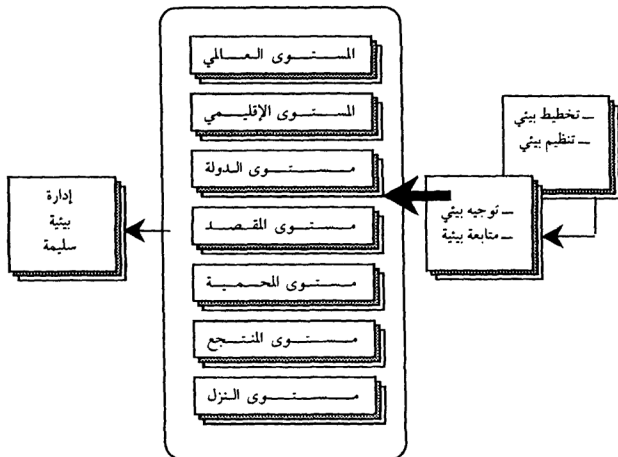 ـ تخطيط بيئي
ـ تنظيم بيئي
ـ توجيه بيئي
ـ متابعة بيئية
المستوى العالمي
المستوى الإقليمي
مستوى الدولة
مستوى المقصد
مستوى المحمية
مستوى المنتجع
مستوى النزل
إدارة
بيئية
سليمة